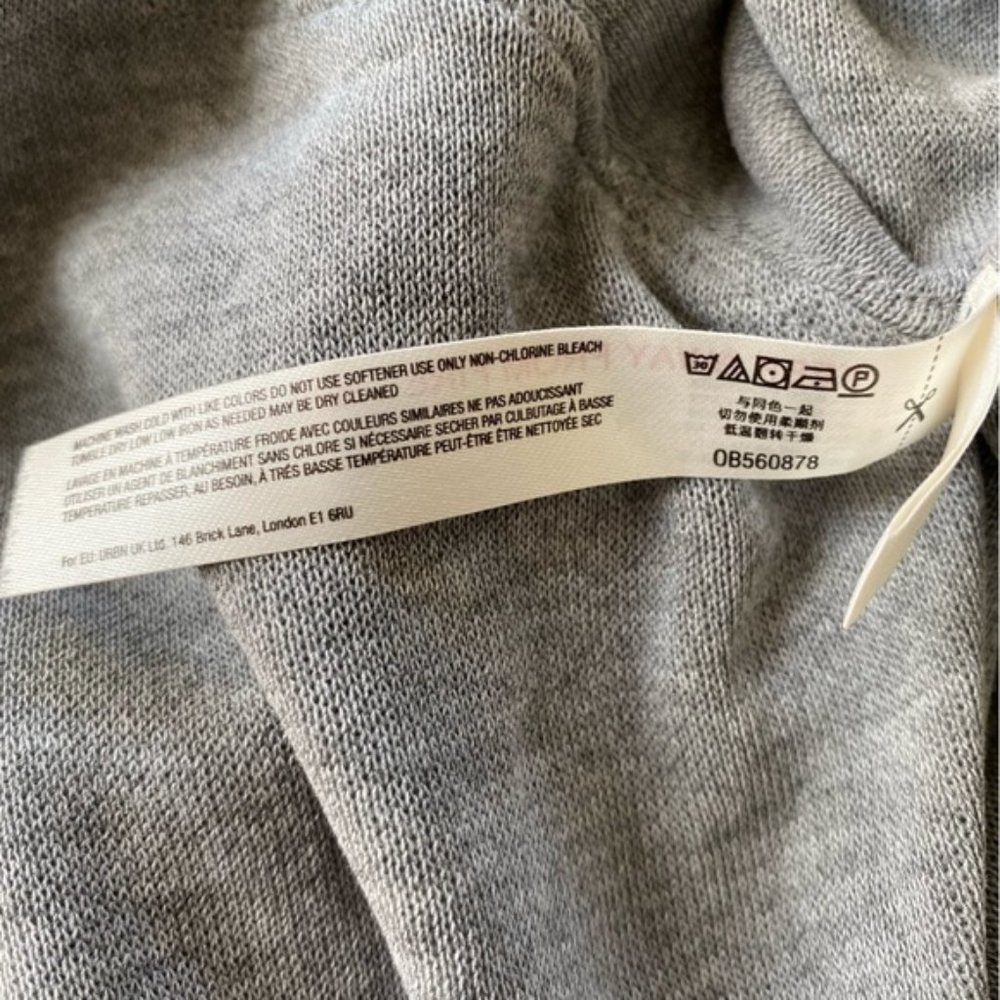 MACHINE WASH COLD WITH LIKE COLORS DO NOT USE SOFTENER USE ONLY NON-CHLORINE BLEACH
TUMBLE DRY LOW LOW IRON AS NEEDED MAY BE DRY CLEANED
LAVAGE EN MACHINE À TEMPÉRATURE FROIDE AVEC COULEURS SIMILAIRES NE PAS ADOUCISSANT
UTILISER UN AGENT DE BLANCHIMENT SANS CHLORE SI NÉCESSAIRE SECHER PAR CULBUTAGE À BASSE
TEMPERATURE REPASSER, AU BESOIN, À TRÉS BASSE TEMPÉRATURE PEUT-ÊTRE ÊTRE NETTOYÉE SEC
For EU: URBN UK Ltd. 146 Brick Lane, London E1 6RU
30 P
与同色一起
切勿使用柔顺剂
低温翻转干燥
OB560878